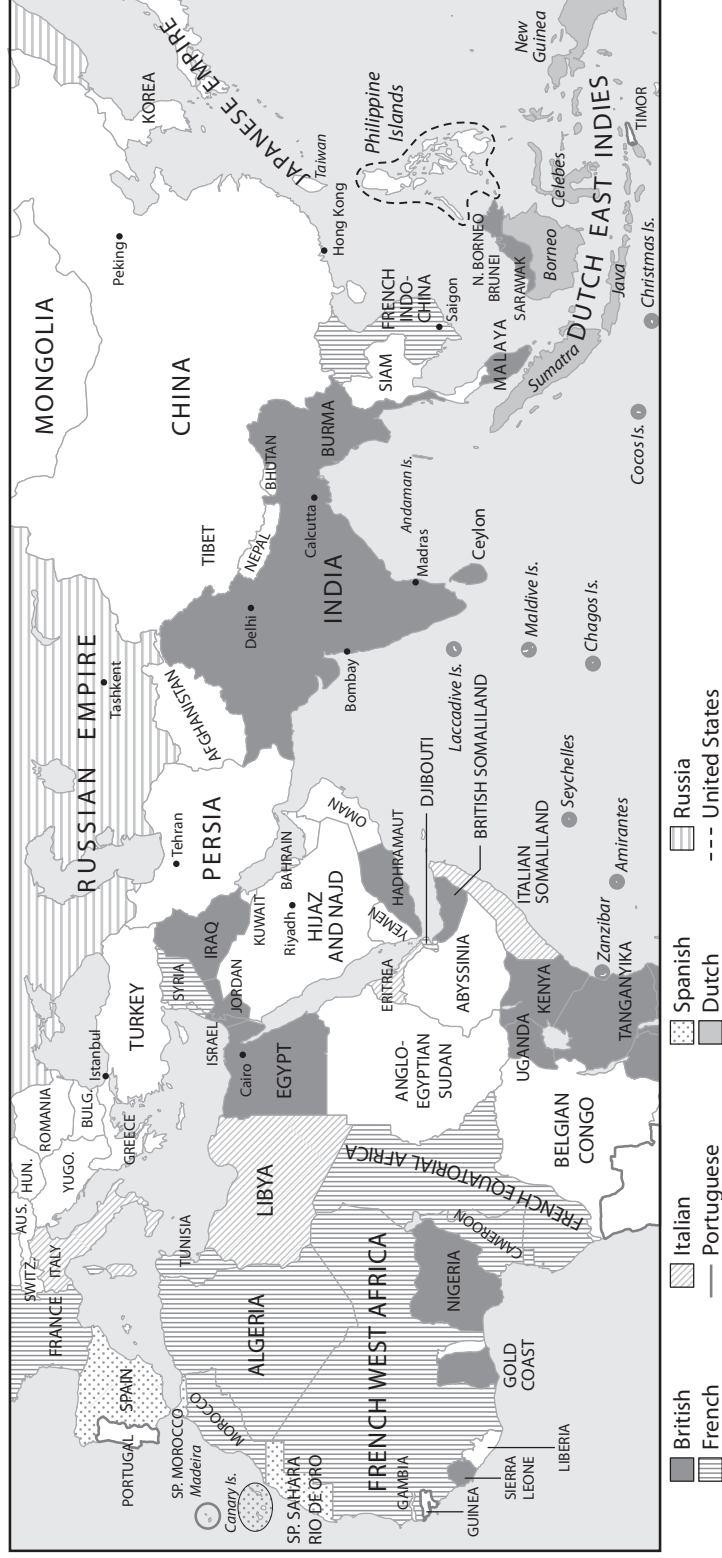 PORTUGAL
SPAIN
FRANCE
SWITZ.
ITALY
AUS.
HUN.
YUGO.
ROMANIA
BULG.
GREECE
Istanbul
TURKEY
RUSSIAN EMPIRE
Tashkent
MONGOLIA
CHINA
Peking
KOREA
JAPANESE EMPIRE
Taiwan
Hong Kong
TIBET
NEPAL
BHUTAN
AFGHANISTAN
PERSIA
Tehran
SYRIA
IRAQ
ISRAEL
JORDAN
KUWAIT
BAHRAIN
Riyadh
HIJAZ
AND NAJD
OMAN
HADHRAMAUT
YEMEN
Cairo
EGYPT
LIBYA
TUNISIA
ALGERIA
MOROCCO
SP. MOROCCO
Madeira
Canary Is.
SP. SAHARA
RIO DE ORO
FRENCH WEST AFRICA
GAMBIA
GUINEA
SIERRA
LEONE
LIBERIA
GOLD
COAST
NIGERIA
CAMEROON
FRENCH EQUATORIAL AFRICA
ANGLO-
EGYPTIAN
SUDAN
ERITREA
ABYSSINIA
DJIBOUTI
BRITISH SOMALILAND
ITALIAN
SOMALILAND
UGANDA
KENYA
BELGIAN
CONGO
TANGANYIKA
Zanzibar
Amirantes
Seychelles
Delhi
INDIA
Calcutta
Bombay
Madras
Ceylon
Laccadive Is.
Maldive Is.
Chagos Is.
Andaman Is.
BURMA
SIAM
FRENCH
INDO-
CHINA
Saigon
MALAYA
Philippine
Islands
N. BORNEO
BRUNEI
SARAWAK
Borneo
Celebes
Sumatra
Java
DUTCH EAST INDIES
New
Guinea
TIMOR
Cocos Is.
Christmas Is.
British
Italian
Spanish
Russia
French
Portuguese
Dutch
United States